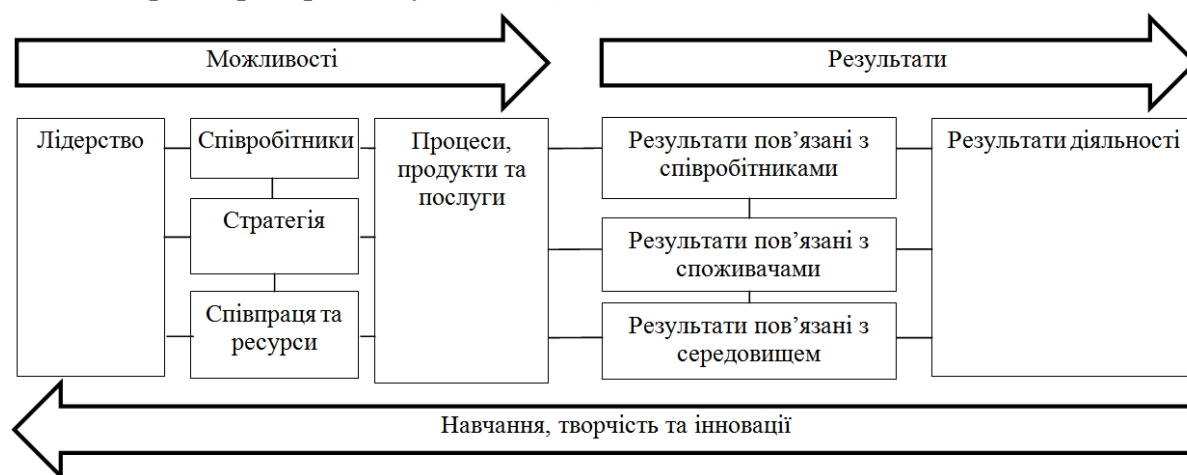 Можливості
Результати
Лідерство
Співробітники
Стратегія
Співпраця та
ресурси
Процеси,
продукти та
послуги
Результати пов’язані з
співробітниками
Результати пов’язані з
споживачами
Результати пов’язані з
середовищем
Результати діяльності
Навчання, творчість та інновації